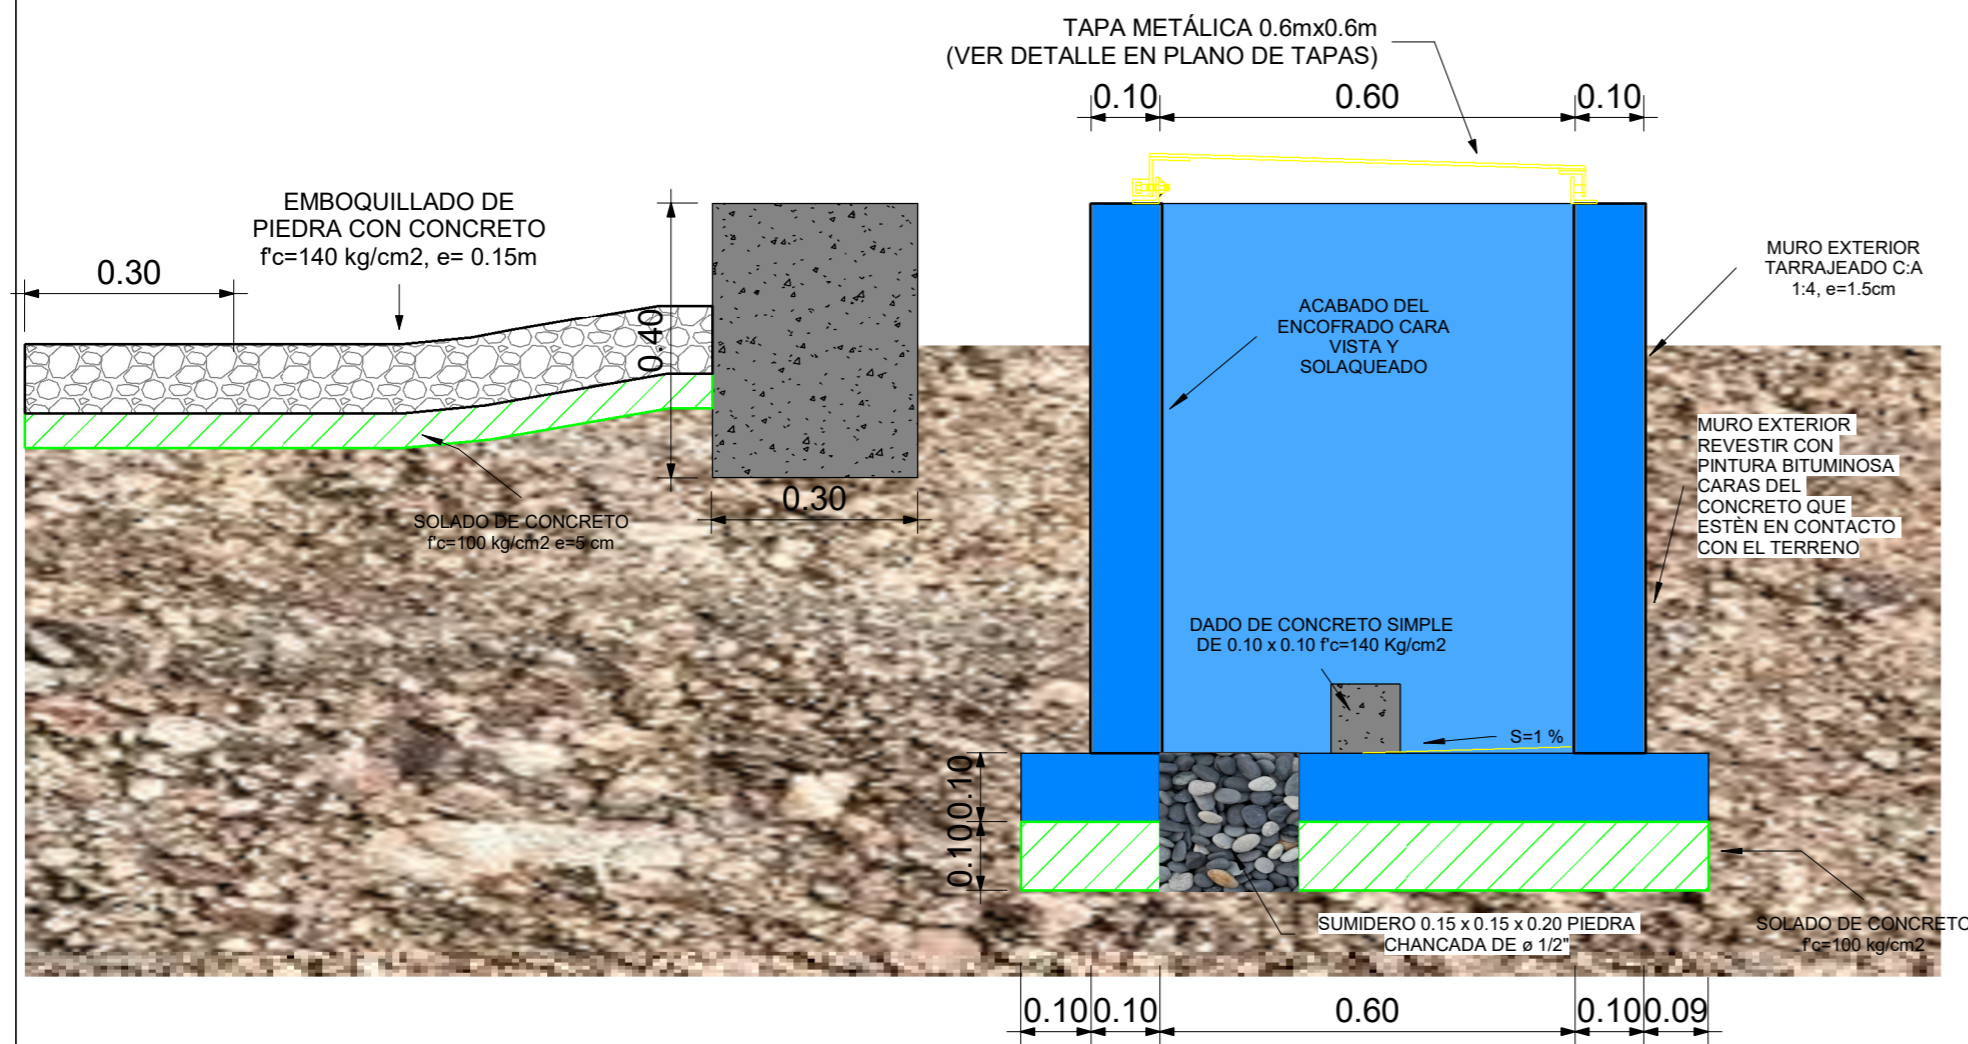 TAPA METÁLICA 0.6mx0.6m
(VER DETALLE EN PLANO DE TAPAS)
0.10
0.60
0.10
EMBOQUILLADO DE
PIEDRA CON CONCRETO
f'c=140 kg/cm2, e= 0.15m
0.30
0.40
0.30
SOLADO DE CONCRETO
f'c=100 kg/cm2 e=5 cm
ACABADO DEL
ENCOFRADO CARA
VISTA Y
SOLAQUEADO
MURO EXTERIOR
TARRAJEADO C:A
1:4, e=1.5cm
MURO EXTERIOR
REVESTIR CON
PINTURA BITUMINOSA
CARAS DEL
CONCRETO QUE
ESTÈN EN CONTACTO
CON EL TERRENO
DADO DE CONCRETO SIMPLE
DE 0.10 x 0.10 f'c=140 Kg/cm2
S=1 %
0.10
0.10
SUMIDERO 0.15 x 0.15 x 0.20 PIEDRA
CHANCADA DE ø 1/2"
SOLADO DE CONCRETO
f'c=100 kg/cm2
0.10
0.10
0.60
0.10
0.09